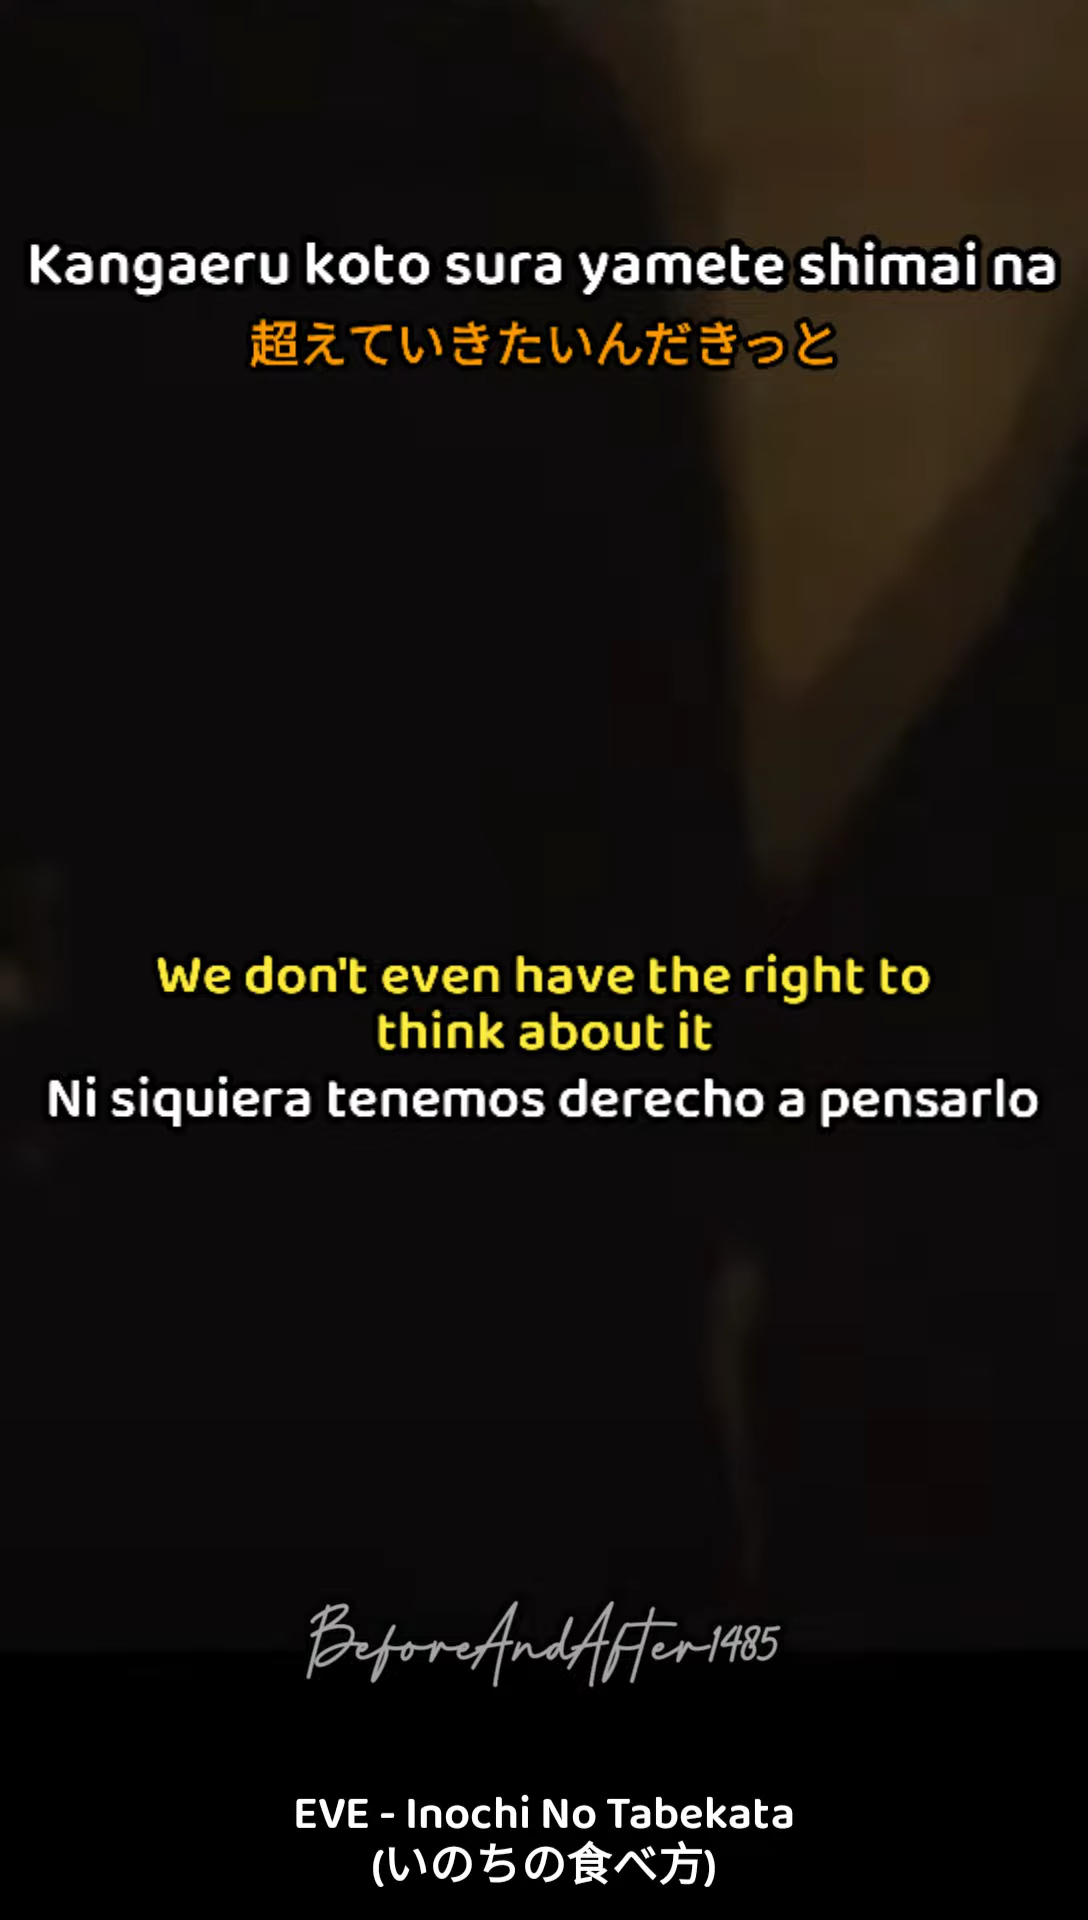 Kangaeru koto sura yamete shimai na
超えていきたいんだきっと
We don't even have the right to
think about it
Ni siquiera tenemos derecho a pensarlo
BeforeAndAfter1485
EVE - Inochi No Tabekata
(いのちの食べ方)